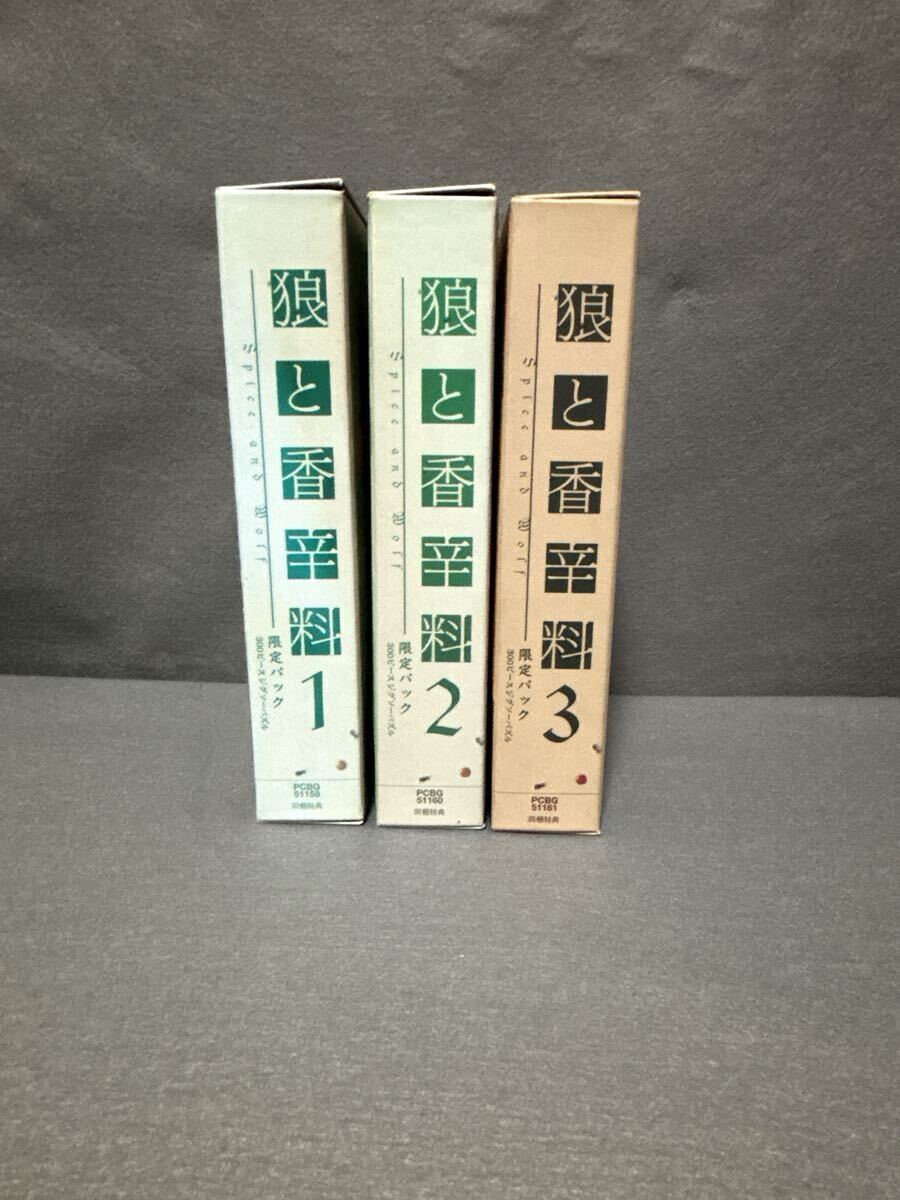 狼と香辛料
Spice and Wolf
限定パック
300ピースジグソーパズル
1
PCBG
51159
同梱特典
狼と香辛料
Spice and Wolf
限定パック
300ピースジグソーパズル
2
PCBG
51160
同梱特典
狼と香辛料
Spice and Wolf
限定パック
300ピースジグソーパズル
3
PCBG
51161
同梱特典